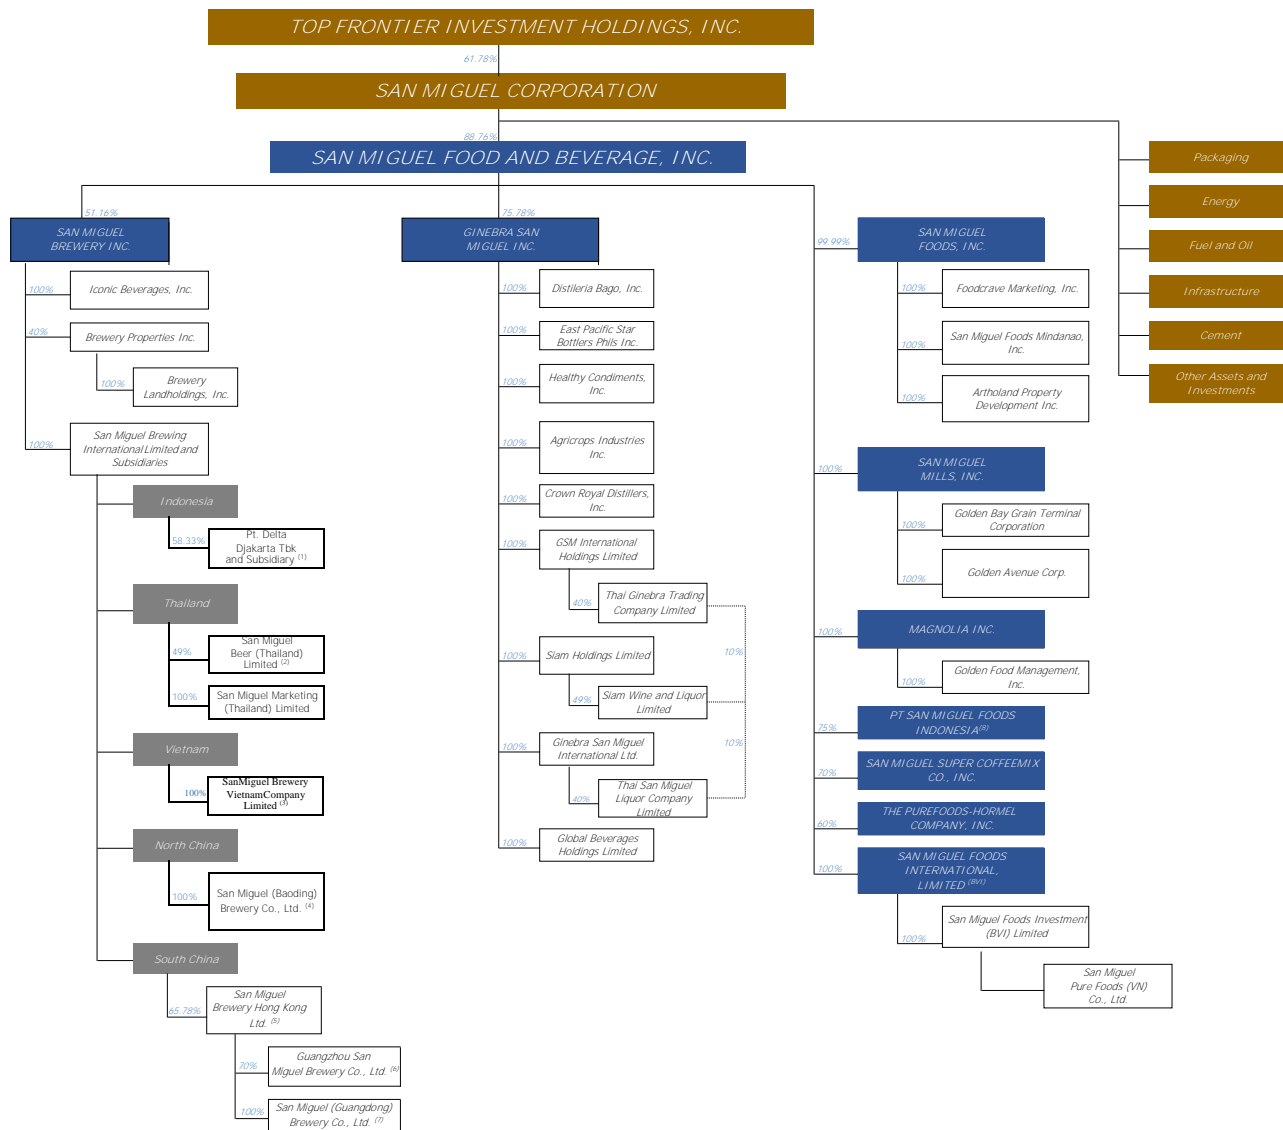 TOP FRONTIER INVESTMENT HOLDINGS, INC.
61.78%
SAN MIGUEL CORPORATION
88.76%
SAN MIGUEL FOOD AND BEVERAGE, INC.
Packaging
Energy
Fuel and Oil
Infrastructure
Cement
Other Assets and
Investments
51.16%
SAN MIGUEL
BREWERY INC.
100%
Iconic Beverages, Inc.
40%
Brewery Properties Inc.
100%
Brewery
Landholdings, Inc.
100%
San Miguel Brewing
International Limited and
Subsidiaries
Indonesia
58.33%
Pt. Delta
Djakarta Tbk
and Subsidiary (1)
Thailand
49%
San Miguel
Beer (Thailand)
Limited (2)
100%
San Miguel Marketing
(Thailand) Limited
Vietnam
100%
SanMiguel Brewery
VietnamCompany
Limited (3)
North China
100%
San Miguel (Baoding)
Brewery Co., Ltd. (4)
South China
65.78%
San Miguel
Brewery Hong Kong
Ltd. (5)
70%
Guangzhou San
Miguel Brewery Co., Ltd. (6)
100%
San Miguel (Guangdong)
Brewery Co., Ltd. (7)
75.78%
GINEBRA SAN
MIGUEL INC.
100%
Distileria Bago, Inc.
100%
East Pacific Star
Bottlers Phils Inc.
100%
Healthy Condiments,
Inc.
100%
Agricrops Industries
Inc.
100%
Crown Royal Distillers,
Inc.
100%
GSM International
Holdings Limited
40%
Thai Ginebra Trading
Company Limited
10%
100%
Siam Holdings Limited
49%
Siam Wine and Liquor
Limited
10%
100%
Ginebra San Miguel
International Ltd.
40%
Thai San Miguel
Liquor Company
Limited
100%
Global Beverages
Holdings Limited
99.99%
SAN MIGUEL
FOODS, INC.
100%
Foodcrave Marketing, Inc.
100%
San Miguel Foods Mindanao,
Inc.
100%
Artholand Property
Development Inc.
100%
SAN MIGUEL
MILLS, INC.
100%
Golden Bay Grain Terminal
Corporation
100%
Golden Avenue Corp.
100%
MAGNOLIA INC.
100%
Golden Food Management,
Inc.
75%
PT SAN MIGUEL FOODS
INDONESIA(8)
70%
SAN MIGUEL SUPER COFFEEMIX
CO., INC.
60%
THE PUREFOODS-HORMEL
COMPANY, INC.
100%
SAN MIGUEL FOODS
INTERNATIONAL,
LIMITED (BVI)
100%
San Miguel Foods Investment
(BVI) Limited
San Miguel
Pure Foods (VN)
Co., Ltd.